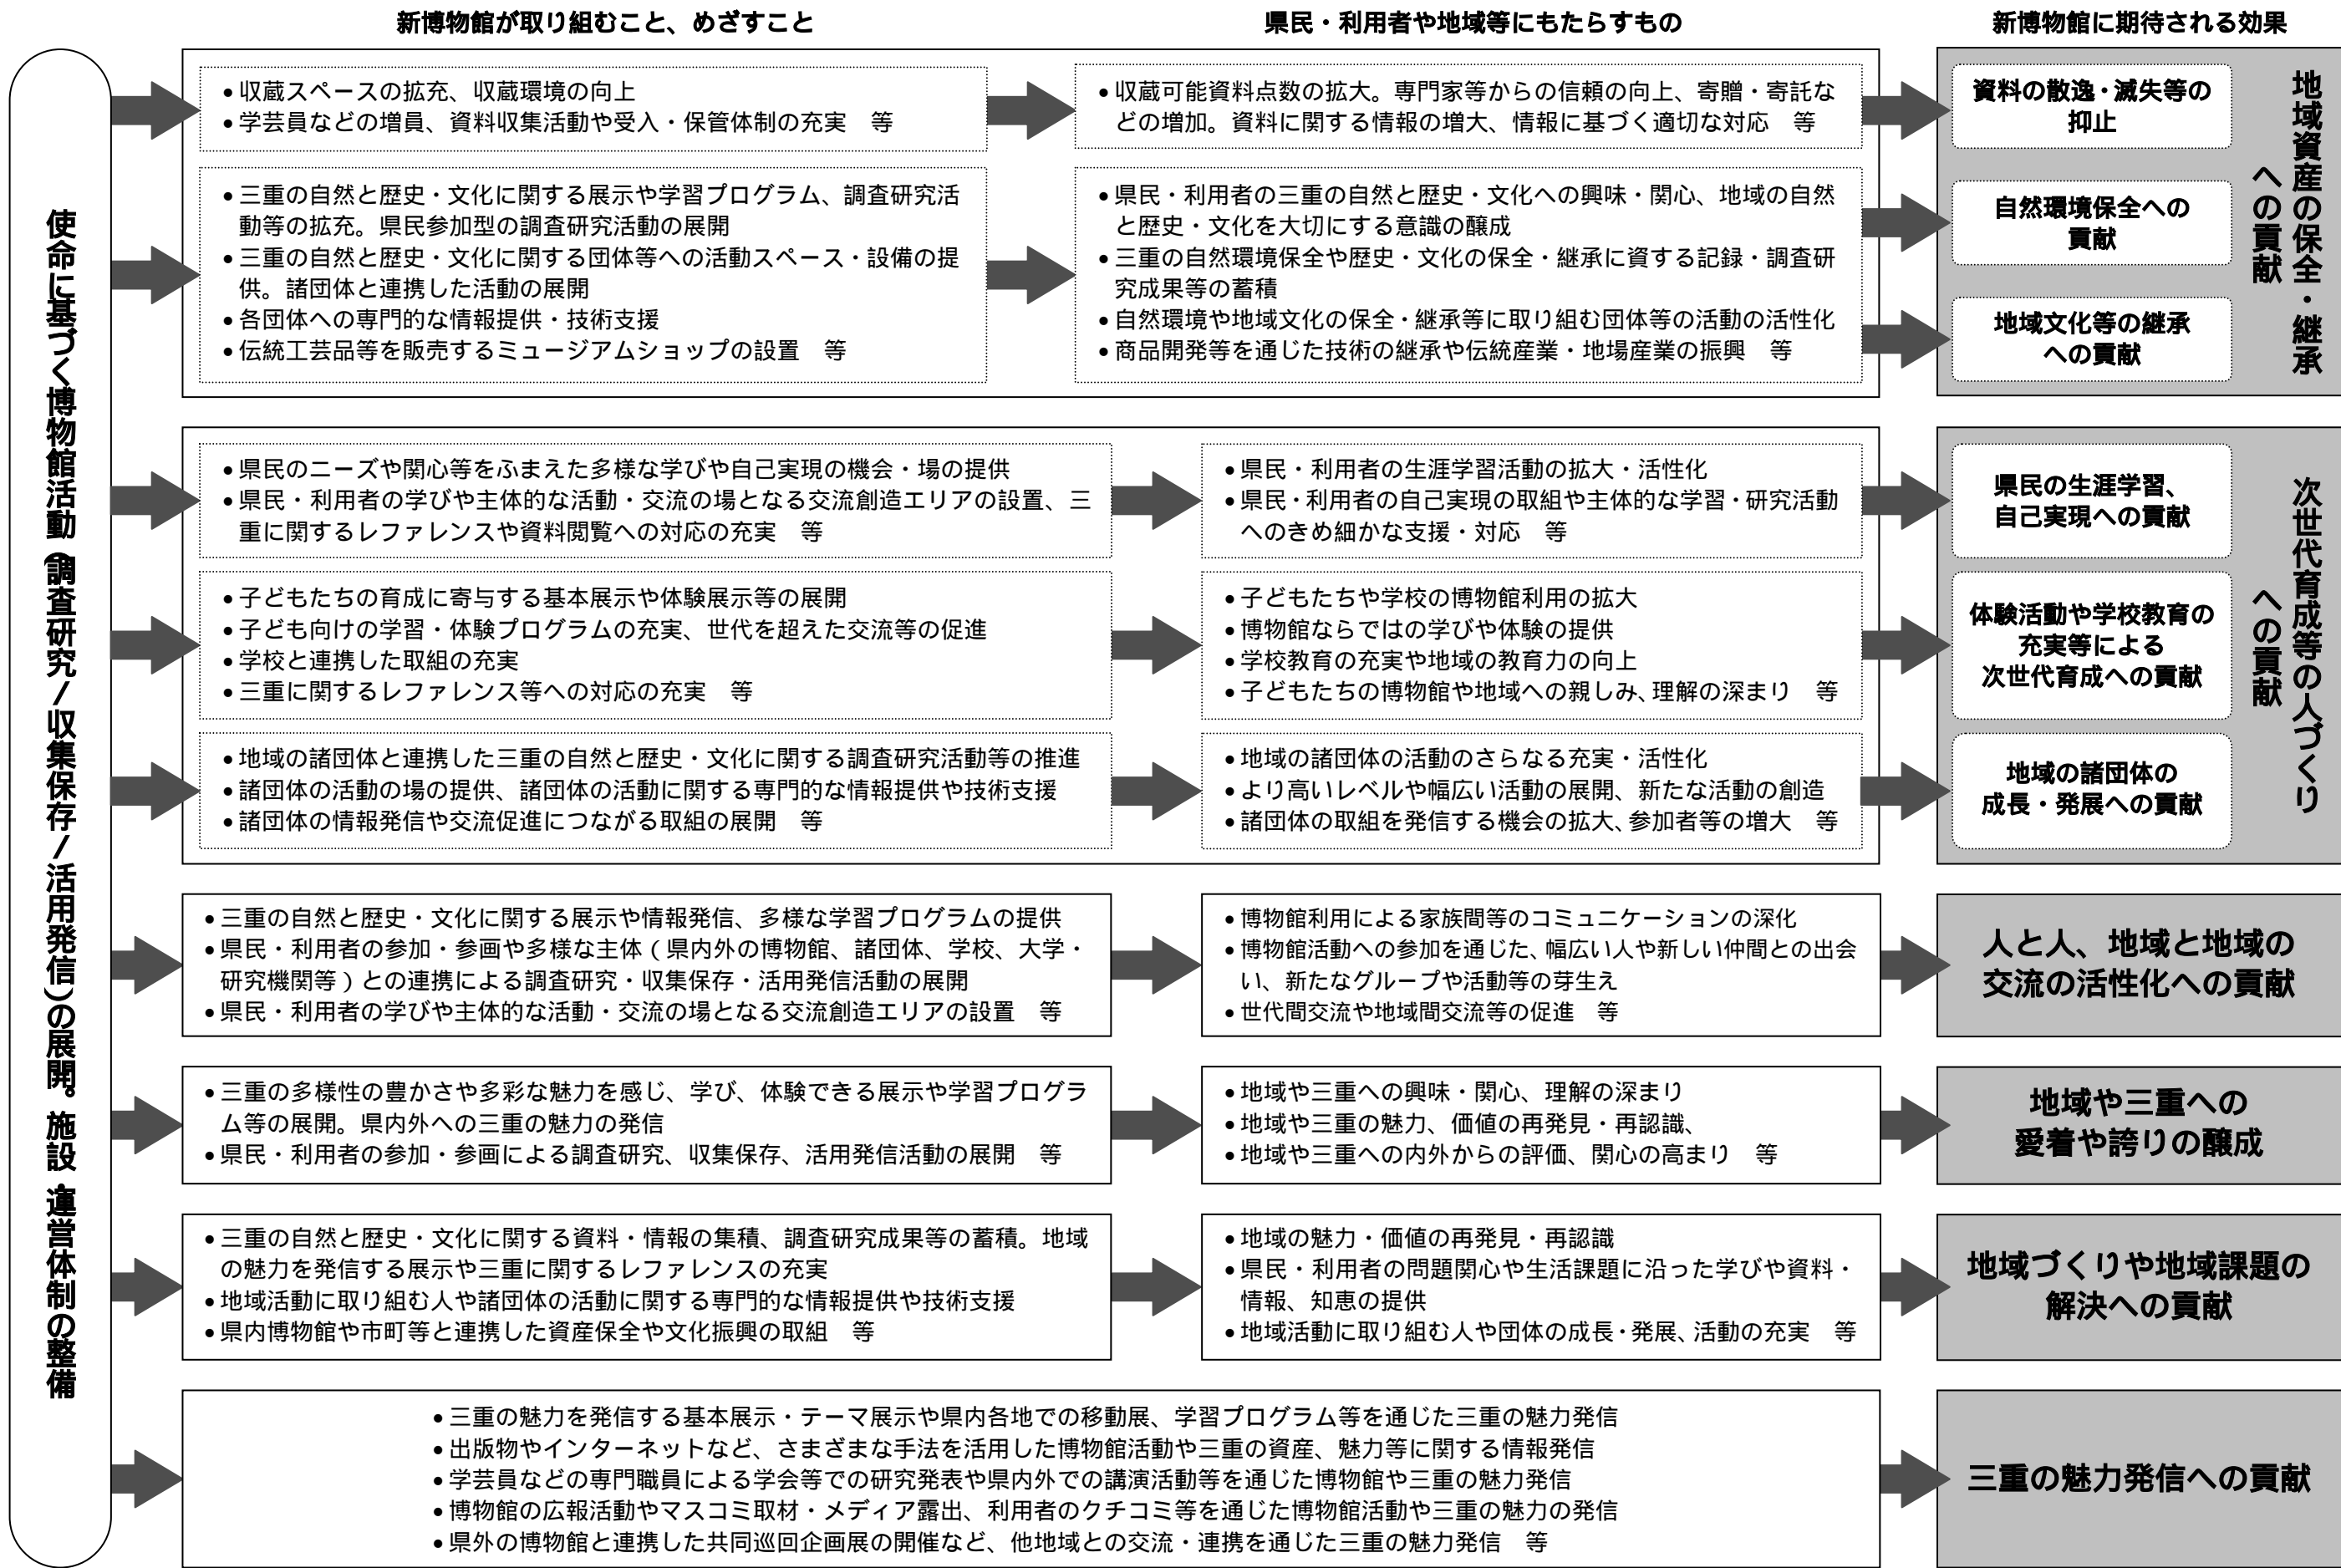 新博物館が取り組むこと、めざすこと
県民・利用者や地域等にもたらすもの
新博物館に期待される効果
使命に基づく博物館活動(調査研究/収集保存/活用発信)の展開。施設・運営体制の整備
•収蔵スペースの拡充、収蔵環境の向上
•学芸員などの増員、資料収集活動や受入・保管体制の充実　等
•収蔵可能資料点数の拡大。専門家等からの信頼の向上、寄贈・寄託な
どの増加。資料に関する情報の増大、情報に基づく適切な対応　等
資料の散逸・滅失等の
抑止
•三重の自然と歴史・文化に関する展示や学習プログラム、調査研究活
動等の拡充。県民参加型の調査研究活動の展開
•三重の自然と歴史・文化に関する団体等への活動スペース・設備の提
供。諸団体と連携した活動の展開
•各団体への専門的な情報提供・技術支援
•伝統工芸品等を販売するミュージアムショップの設置　等
•県民・利用者の三重の自然と歴史・文化への興味・関心、地域の自然
と歴史・文化を大切にする意識の醸成
•三重の自然環境保全や歴史・文化の保全・継承に資する記録・調査研
究成果等の蓄積
•自然環境や地域文化の保全・継承等に取り組む団体等の活動の活性化
•商品開発等を通じた技術の継承や伝統産業・地場産業の振興　等
自然環境保全への
貢献
地域文化等の継承
への貢献
地域資産の保全・継承
への貢献
•県民のニーズや関心等をふまえた多様な学びや自己実現の機会・場の提供
•県民・利用者の学びや主体的な活動・交流の場となる交流創造エリアの設置、三
重に関するレファレンスや資料閲覧への対応の充実　等
•県民・利用者の生涯学習活動の拡大・活性化
•県民・利用者の自己実現の取組や主体的な学習・研究活動
へのきめ細かな支援・対応　等
県民の生涯学習、
自己実現への貢献
•子どもたちの育成に寄与する基本展示や体験展示等の展開
•子ども向けの学習・体験プログラムの充実、世代を超えた交流等の促進
•学校と連携した取組の充実
•三重に関するレファレンス等への対応の充実　等
•子どもたちや学校の博物館利用の拡大
•博物館ならではの学びや体験の提供
•学校教育の充実や地域の教育力の向上
•子どもたちの博物館や地域への親しみ、理解の深まり　等
体験活動や学校教育の
充実等による
次世代育成への貢献
•地域の諸団体と連携した三重の自然と歴史・文化に関する調査研究活動等の推進
•諸団体の活動の場の提供、諸団体の活動に関する専門的な情報提供や技術支援
•諸団体の情報発信や交流促進につながる取組の展開　等
•地域の諸団体の活動のさらなる充実・活性化
•より高いレベルや幅広い活動の展開、新たな活動の創造
•諸団体の取組を発信する機会の拡大、参加者等の増大　等
地域の諸団体の
成長・発展への貢献
次世代育成等の人づくり
への貢献
•三重の自然と歴史・文化に関する展示や情報発信、多様な学習プログラムの提供
•県民・利用者の参加・参画や多様な主体（県内外の博物館、諸団体、学校、大学・
研究機関等）との連携による調査研究・収集保存・活用発信活動の展開
•県民・利用者の学びや主体的な活動・交流の場となる交流創造エリアの設置　等
•博物館利用による家族間等のコミュニケーションの深化
•博物館活動への参加を通じた、幅広い人や新しい仲間との出会
い、新たなグループや活動等の芽生え
•世代間交流や地域間交流等の促進　等
人と人、地域と地域の
交流の活性化への貢献
•三重の多様性の豊かさや多彩な魅力を感じ、学び、体験できる展示や学習プログラ
ム等の展開。県内外への三重の魅力の発信
•県民・利用者の参加・参画による調査研究、収集保存、活用発信活動の展開　等
•地域や三重への興味・関心、理解の深まり
•地域や三重の魅力、価値の再発見・再認識、
•地域や三重への内外からの評価、関心の高まり　等
地域や三重への
愛着や誇りの醸成
•三重の自然と歴史・文化に関する資料・情報の集積、調査研究成果等の蓄積。地域
の魅力を発信する展示や三重に関するレファレンスの充実
•地域活動に取り組む人や諸団体の活動に関する専門的な情報提供や技術支援
•県内博物館や市町等と連携した資産保全や文化振興の取組　等
•地域の魅力・価値の再発見・再認識
•県民・利用者の問題関心や生活課題に沿った学びや資料・
情報、知恵の提供
•地域活動に取り組む人や団体の成長・発展、活動の充実　等
地域づくりや地域課題の
解決への貢献
•三重の魅力を発信する基本展示・テーマ展示や県内各地での移動展、学習プログラム等を通じた三重の魅力発信
•出版物やインターネットなど、さまざまな手法を活用した博物館活動や三重の資産、魅力等に関する情報発信
•学芸員などの専門職員による学会等での研究発表や県内外での講演活動等を通じた博物館や三重の魅力発信
•博物館の広報活動やマスコミ取材・メディア露出、利用者のクチコミ等を通じた博物館活動や三重の魅力の発信
•県外の博物館と連携した共同巡回企画展の開催など、他地域との交流・連携を通じた三重の魅力発信　等
三重の魅力発信への貢献